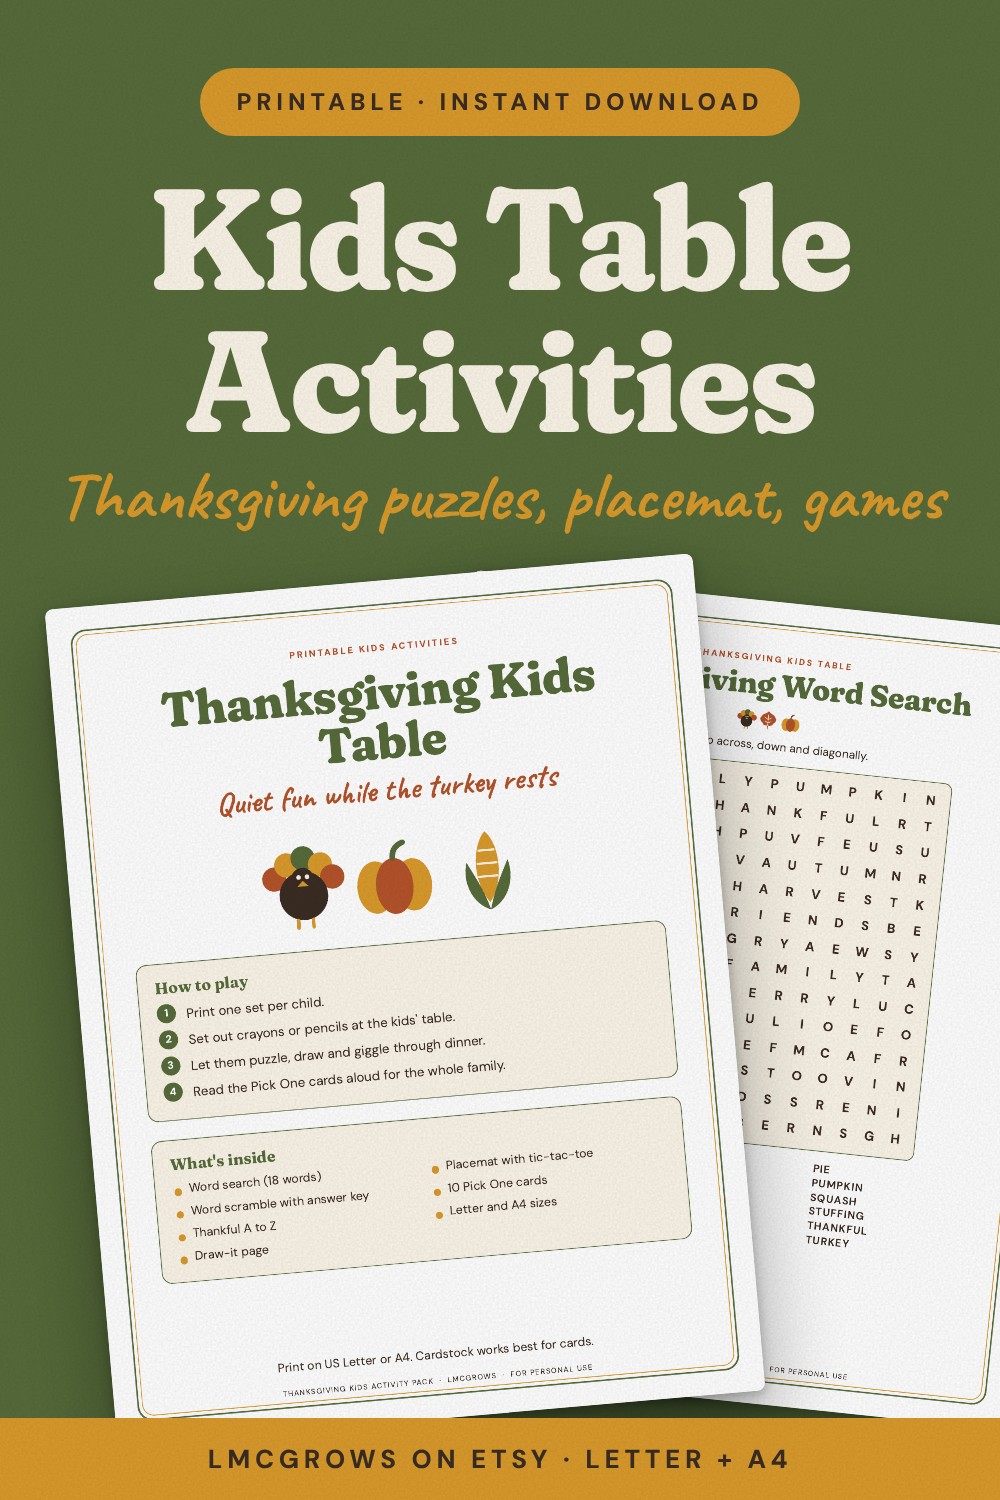 PRINTABLE · INSTANT DOWNLOAD
Kids Table
Activities
Thanksgiving puzzles, placemat, games
PRINTABLE KIDS ACTIVITIES
Thanksgiving Kids
Table
Quiet fun while the turkey rests
How to play
1 Print one set per child.
2 Set out crayons or pencils at the kids' table.
3 Let them puzzle, draw and giggle through dinner.
4 Read the Pick One cards aloud for the whole family.
What's inside
Word search (18 words)
Word scramble with answer key
Thankful A to Z
Draw-it page
Placemat with tic-tac-toe
10 Pick One cards
Letter and A4 sizes
Print on US Letter or A4. Cardstock works best for cards.
THANKSGIVING KIDS ACTIVITY PACK · LMCGROWS · FOR PERSONAL USE
KIDS TABLE
Word Search
across, down and diagonally.
L Y P U M P K I N
H A N K F U L R T
P U V F E U S U
V A U T U M N R
H A R V E S T K
R I E N D S B E
G R Y A E W S Y
A M I L Y T A
E R R Y L U C
U L I O E F O
E F M C A F R
S T O O V I N
S S R E N I
E R N S G H
PIE
PUMPKIN
SQUASH
STUFFING
THANKFUL
TURKEY
FOR PERSONAL USE
LMCGROWS ON ETSY · LETTER + A4